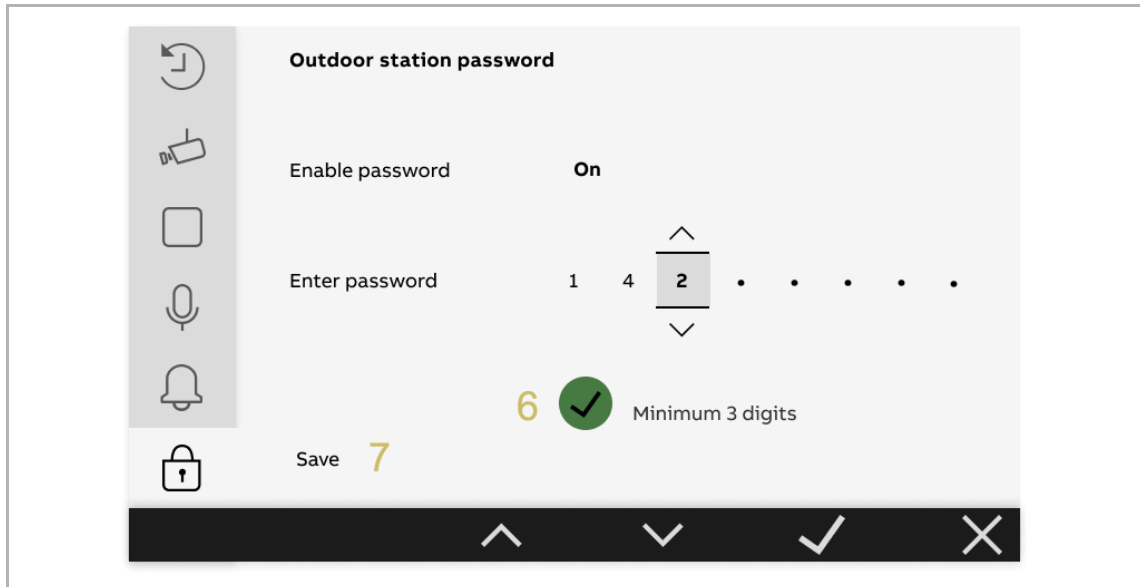 Outdoor station password
Enable password On
Enter password 1 4 2 • • • • •
6 Minimum 3 digits
Save 7